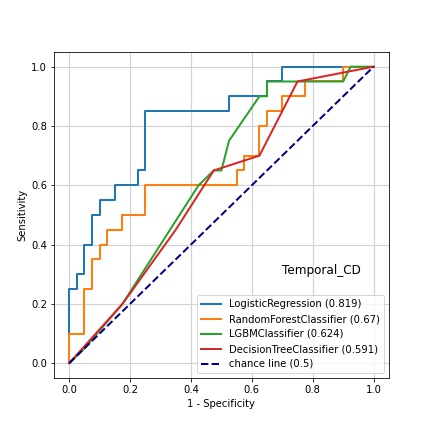 1.0
0.8
0.6
0.4
0.2
0.0
Sensitivity
Temporal_CD
LogisticRegression (0.819)
RandomForestClassifier (0.67)
LGBMClassifier (0.624)
DecisionTreeClassifier (0.591)
chance line (0.5)
0.0 0.2 0.4 0.6 0.8 1.0
1 - Specificity